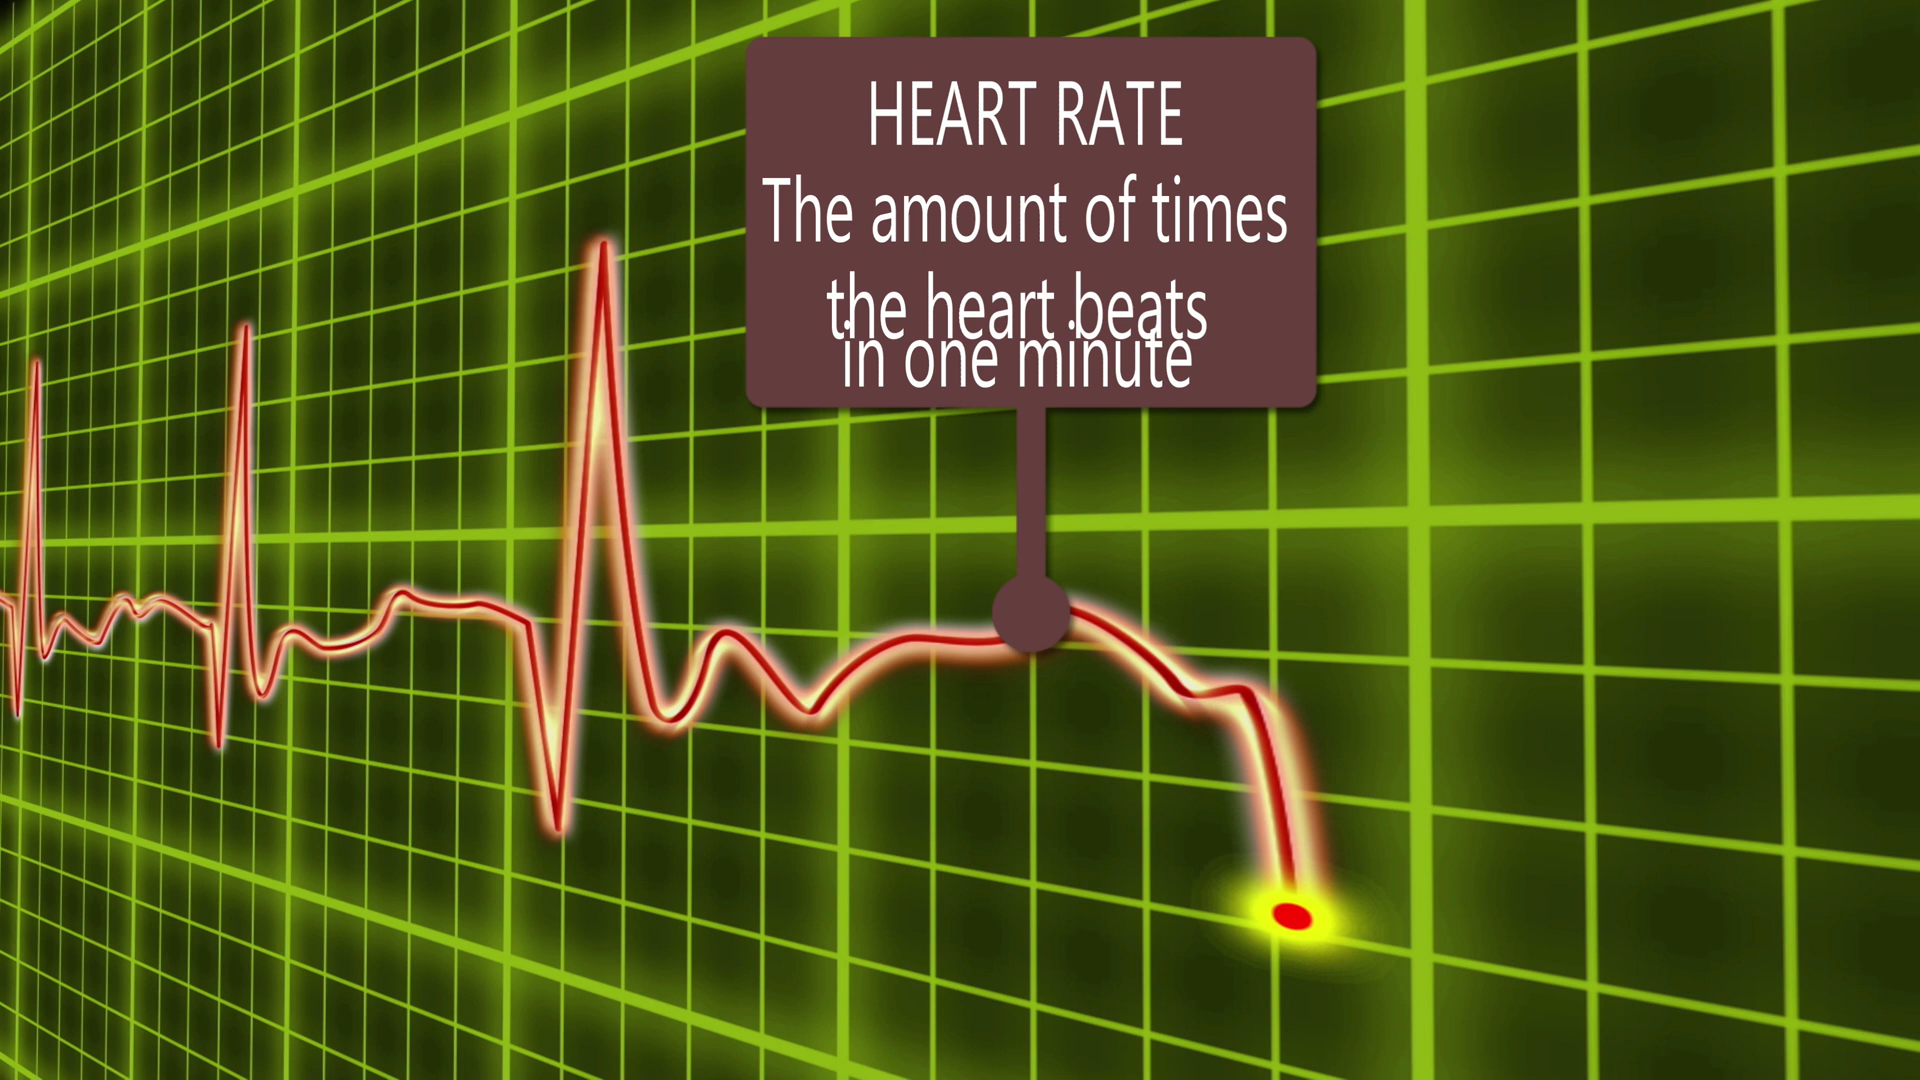 HEART RATE
The amount of times
the heart beats
in one minute